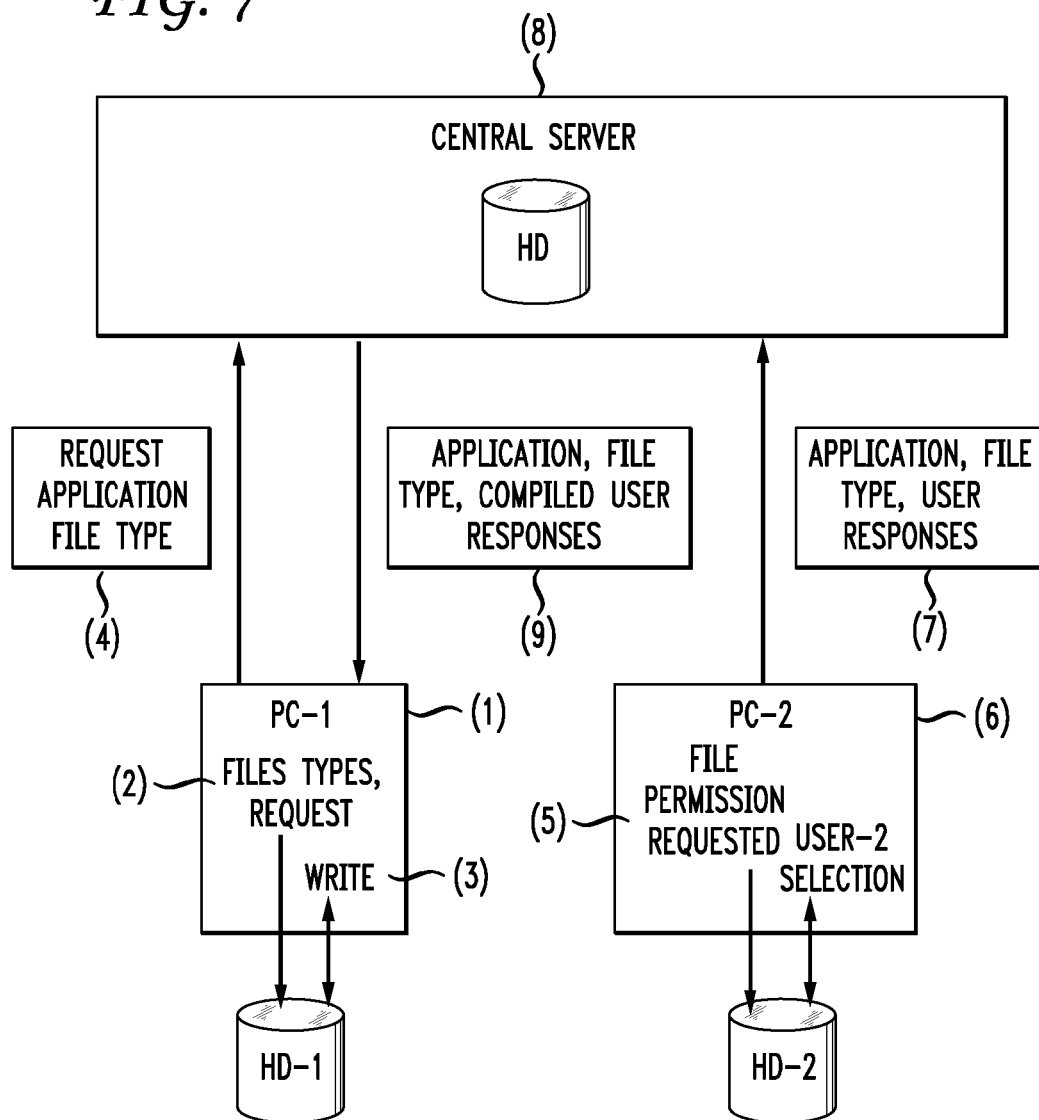 FIG. 7
(8)
CENTRAL SERVER
HD
REQUEST
APPLICATION
FILE TYPE
(4)
APPLICATION, FILE
TYPE, COMPILED USER
RESPONSES
(9)
APPLICATION, FILE
TYPE, USER
RESPONSES
(7)
PC-1
(1)
(2)
FILES TYPES,
REQUEST
WRITE
(3)
HD-1
PC-2
(6)
FILE
PERMISSION
REQUESTED
(5)
USER-2
SELECTION
HD-2